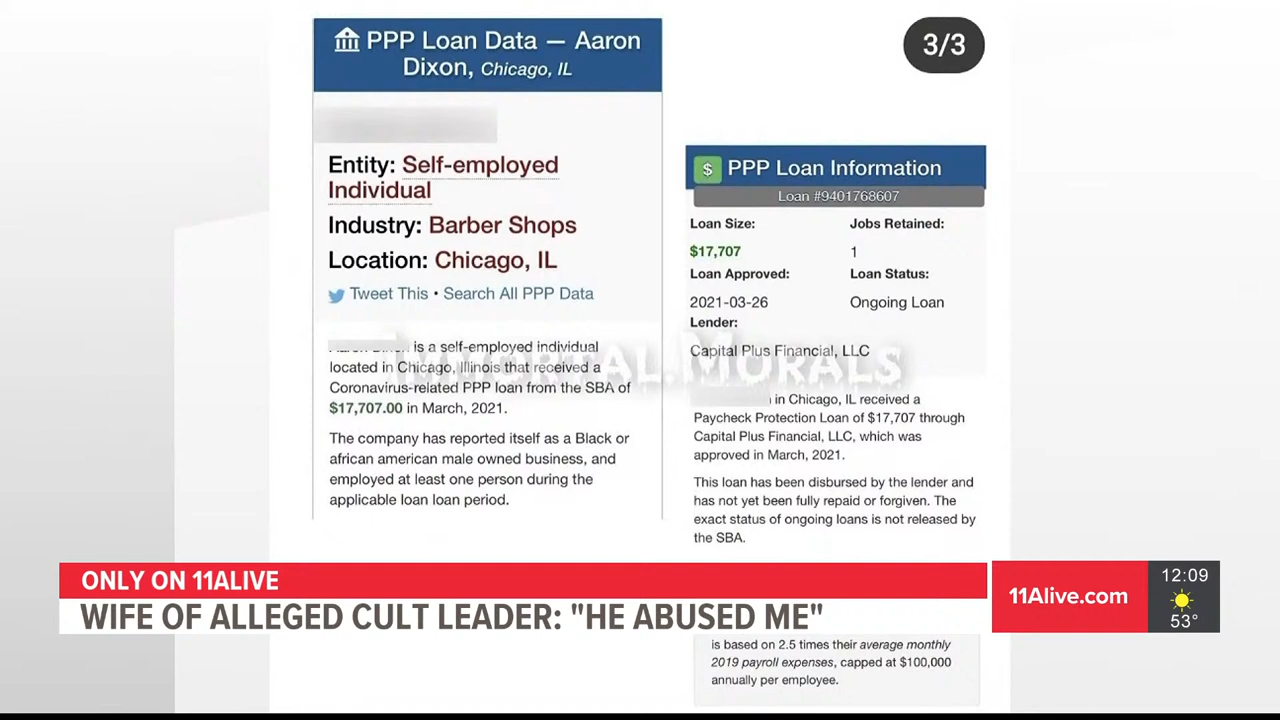 PPP Loan Data — Aaron
Dixon, Chicago, IL
3/3
Entity: Self-employed
Individual
Industry: Barber Shops
Location: Chicago, IL
Tweet This • Search All PPP Data
is a self-employed individual
located in Chicago, Illinois that received a
Coronavirus-related PPP loan from the SBA of
$17,707.00 in March, 2021.
The company has reported itself as a Black or
african american male owned business, and
employed at least one person during the
applicable loan loan period.
$ PPP Loan Information
Loan #9401768607
Loan Size: Jobs Retained:
$17,707 1
Loan Approved: Loan Status:
2021-03-26 Ongoing Loan
Lender:
Capital Plus Financial, LLC
in Chicago, IL received a
Paycheck Protection Loan of $17,707 through
Capital Plus Financial, LLC, which was
approved in March, 2021.
This loan has been disbursed by the lender and
has not yet been fully repaid or forgiven. The
exact status of ongoing loans is not released by
the SBA.
is based on 2.5 times their average monthly
2019 payroll expenses, capped at $100,000
annually per employee.
IMMORTAL.MORALS
ONLY ON 11ALIVE
WIFE OF ALLEGED CULT LEADER: "HE ABUSED ME"
11Alive.com
12:09
53°